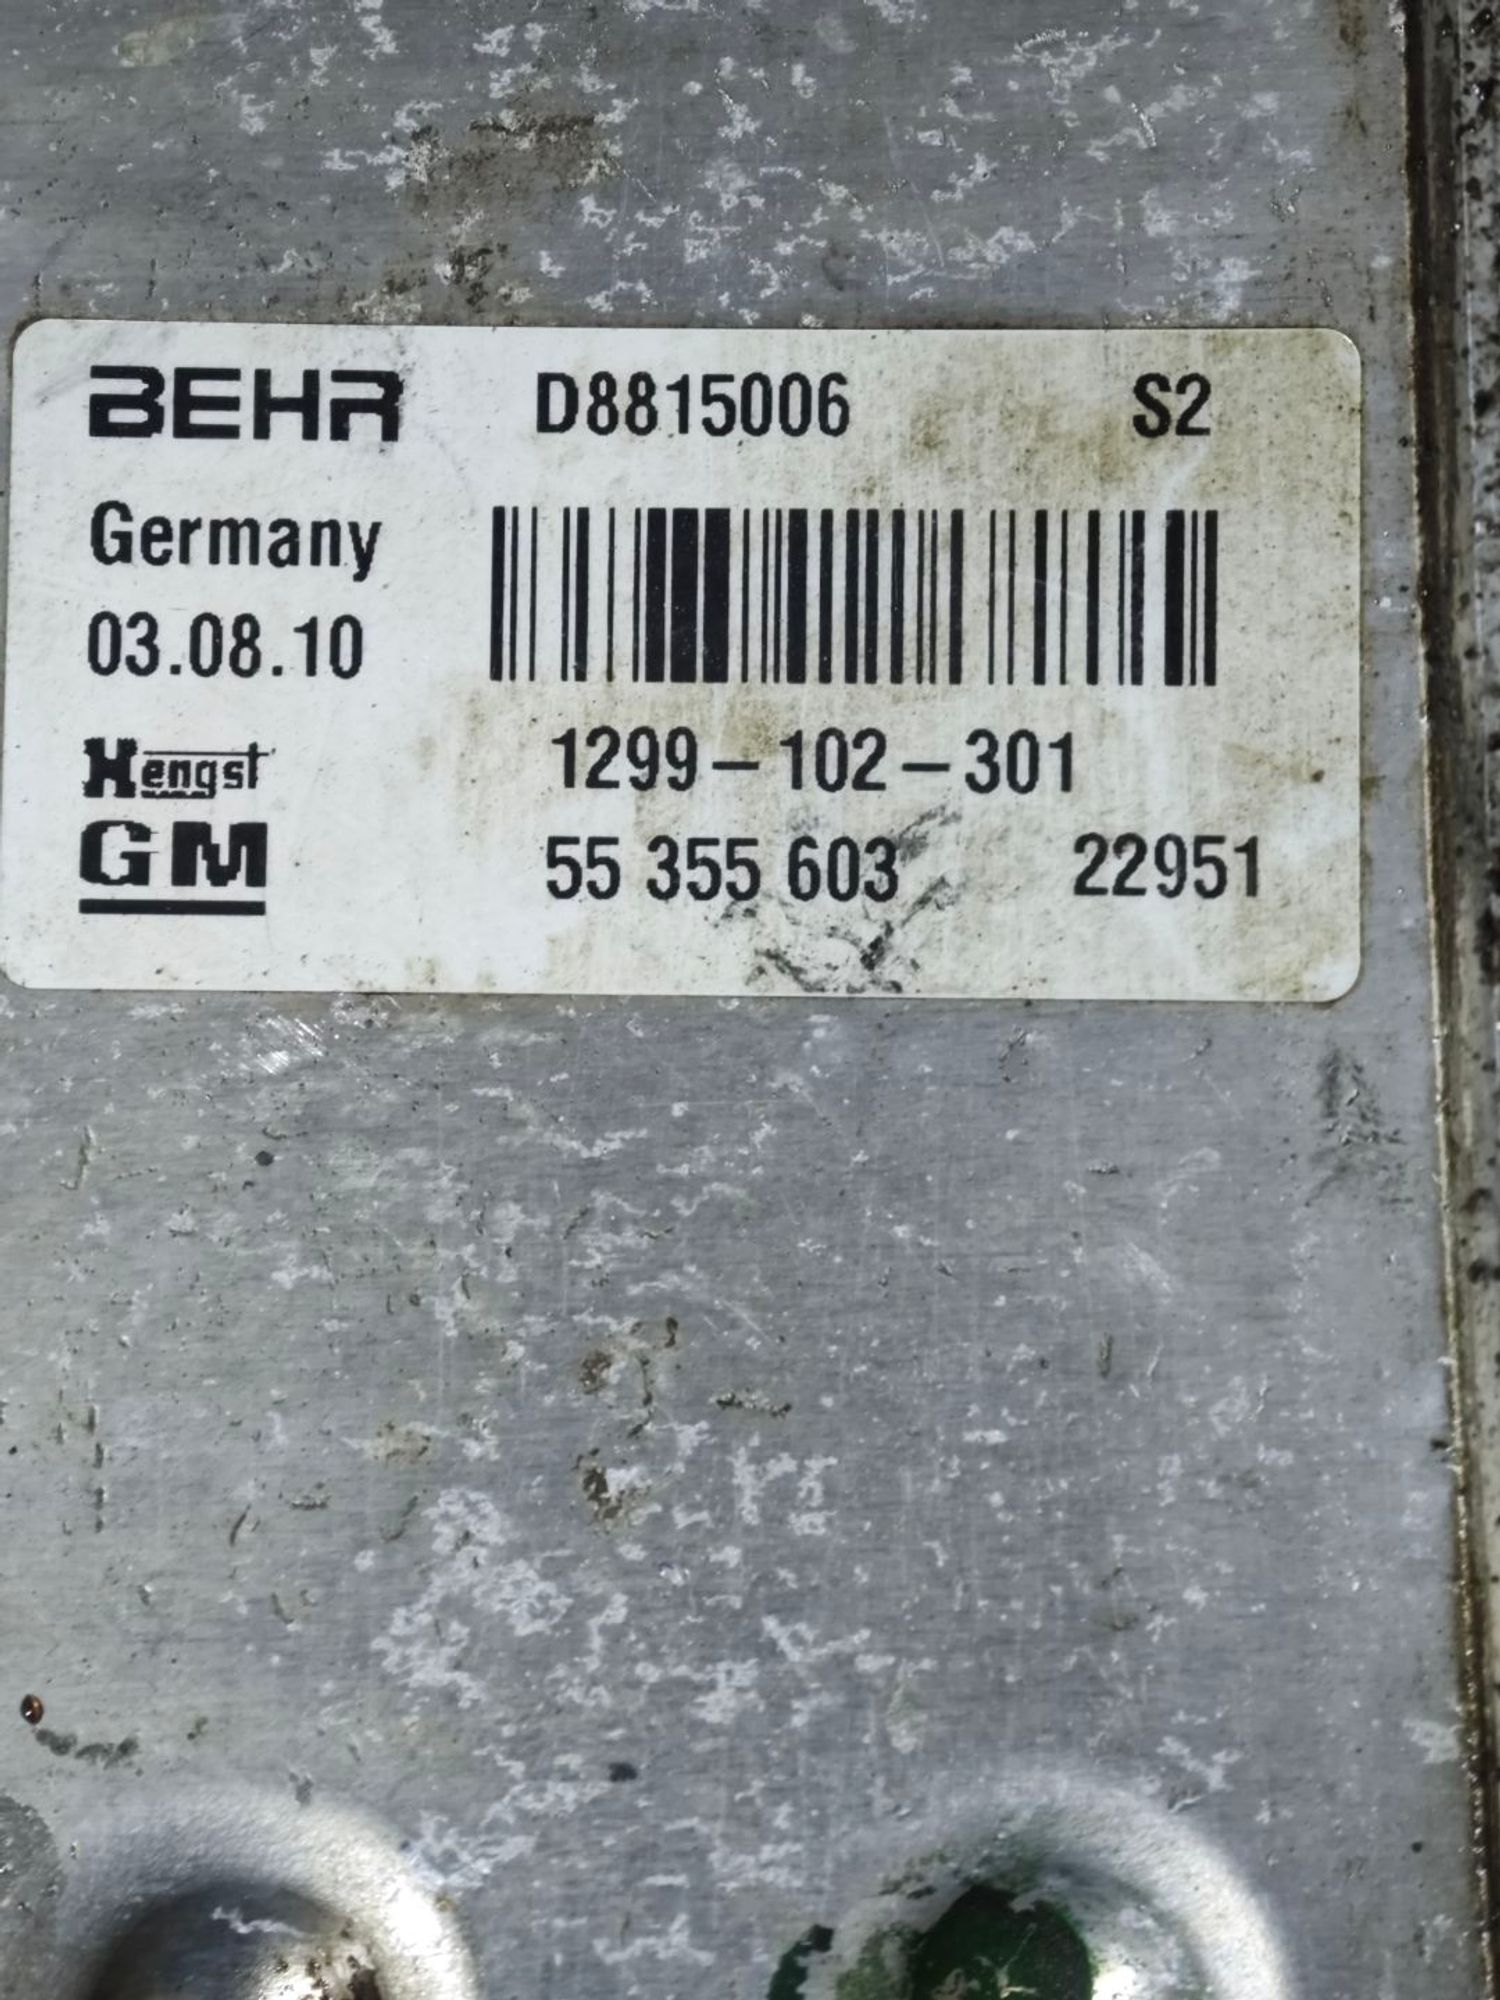 BEHR D8815006 S2
Germany
03.08.10
Hengst 1299-102-301
GM 55 355 603 22951